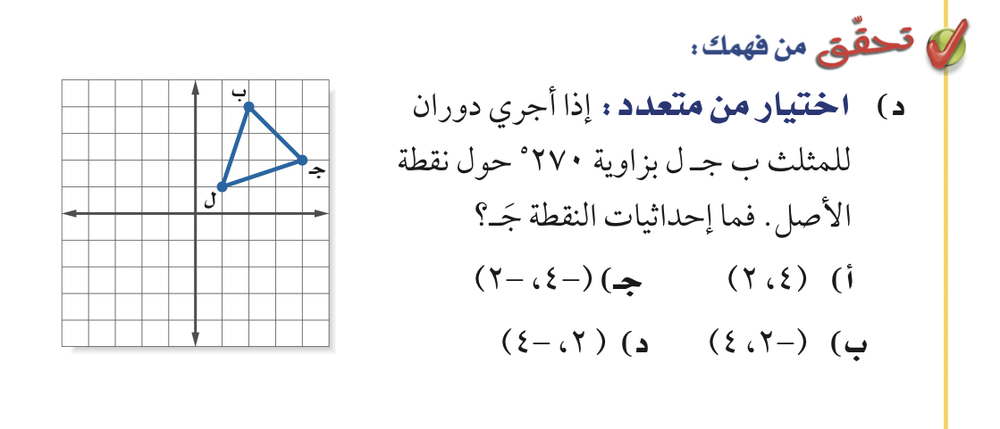 تحقّق من فهمك:
د) اختيار من متعدد: إذا أجري دوران
للمثلث ب جـ ل بزاوية ٢٧٠° حول نقطة
الأصل. فما إحداثيات النقطة جَـ؟
أ) (٤، ٢) جـ) (-٤، -٢)
ب) (-٢، ٤) د) (٢، -٤)
ب
جـ
ل